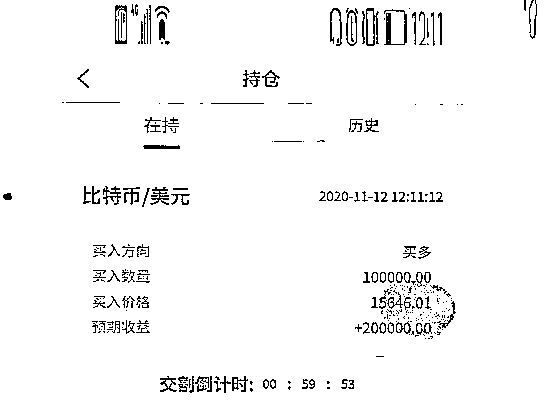 4G 12:11
持仓
在持 历史
比特币/美元 2020-11-12 12:11:12
买入方向 买多
买入数量 100000.00
买入价格 15646.01
预期收益 +200000.00
交割倒计时: 00 : 59 : 53